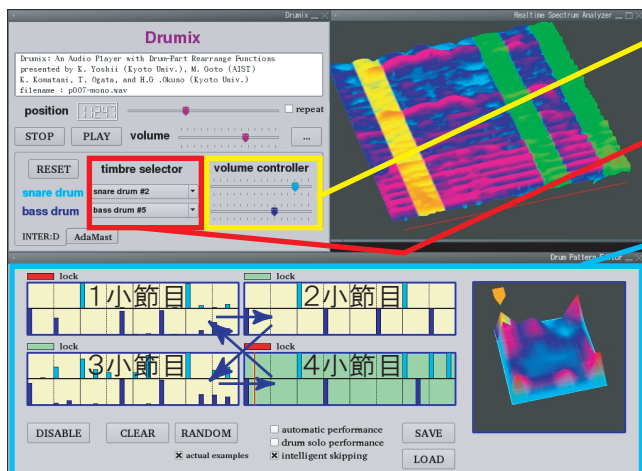 Drumix
Realtime Spectrum Analyzer
Drumix
Drumix: An Audio Player with Drum-Part Rearrange Functions
presented by K. Yoshii (Kyoto Univ.), M. Goto (AIST)
K. Komatani, T. Ogata, and H.G .Okuno (Kyoto Univ.)
filename : p007-mono.wav
position
repeat
STOP
PLAY
volume
...
RESET
timbre selector
volume controller
snare drum
snare drum #2
bass drum
bass drum #5
INTER:D
AdaMast
Drum Pattern Editor
lock
lock
1小節目
2小節目
lock
lock
3小節目
4小節目
DISABLE
CLEAR
RANDOM
automatic performance
drum solo performance
actual examples
intelligent skipping
SAVE
LOAD